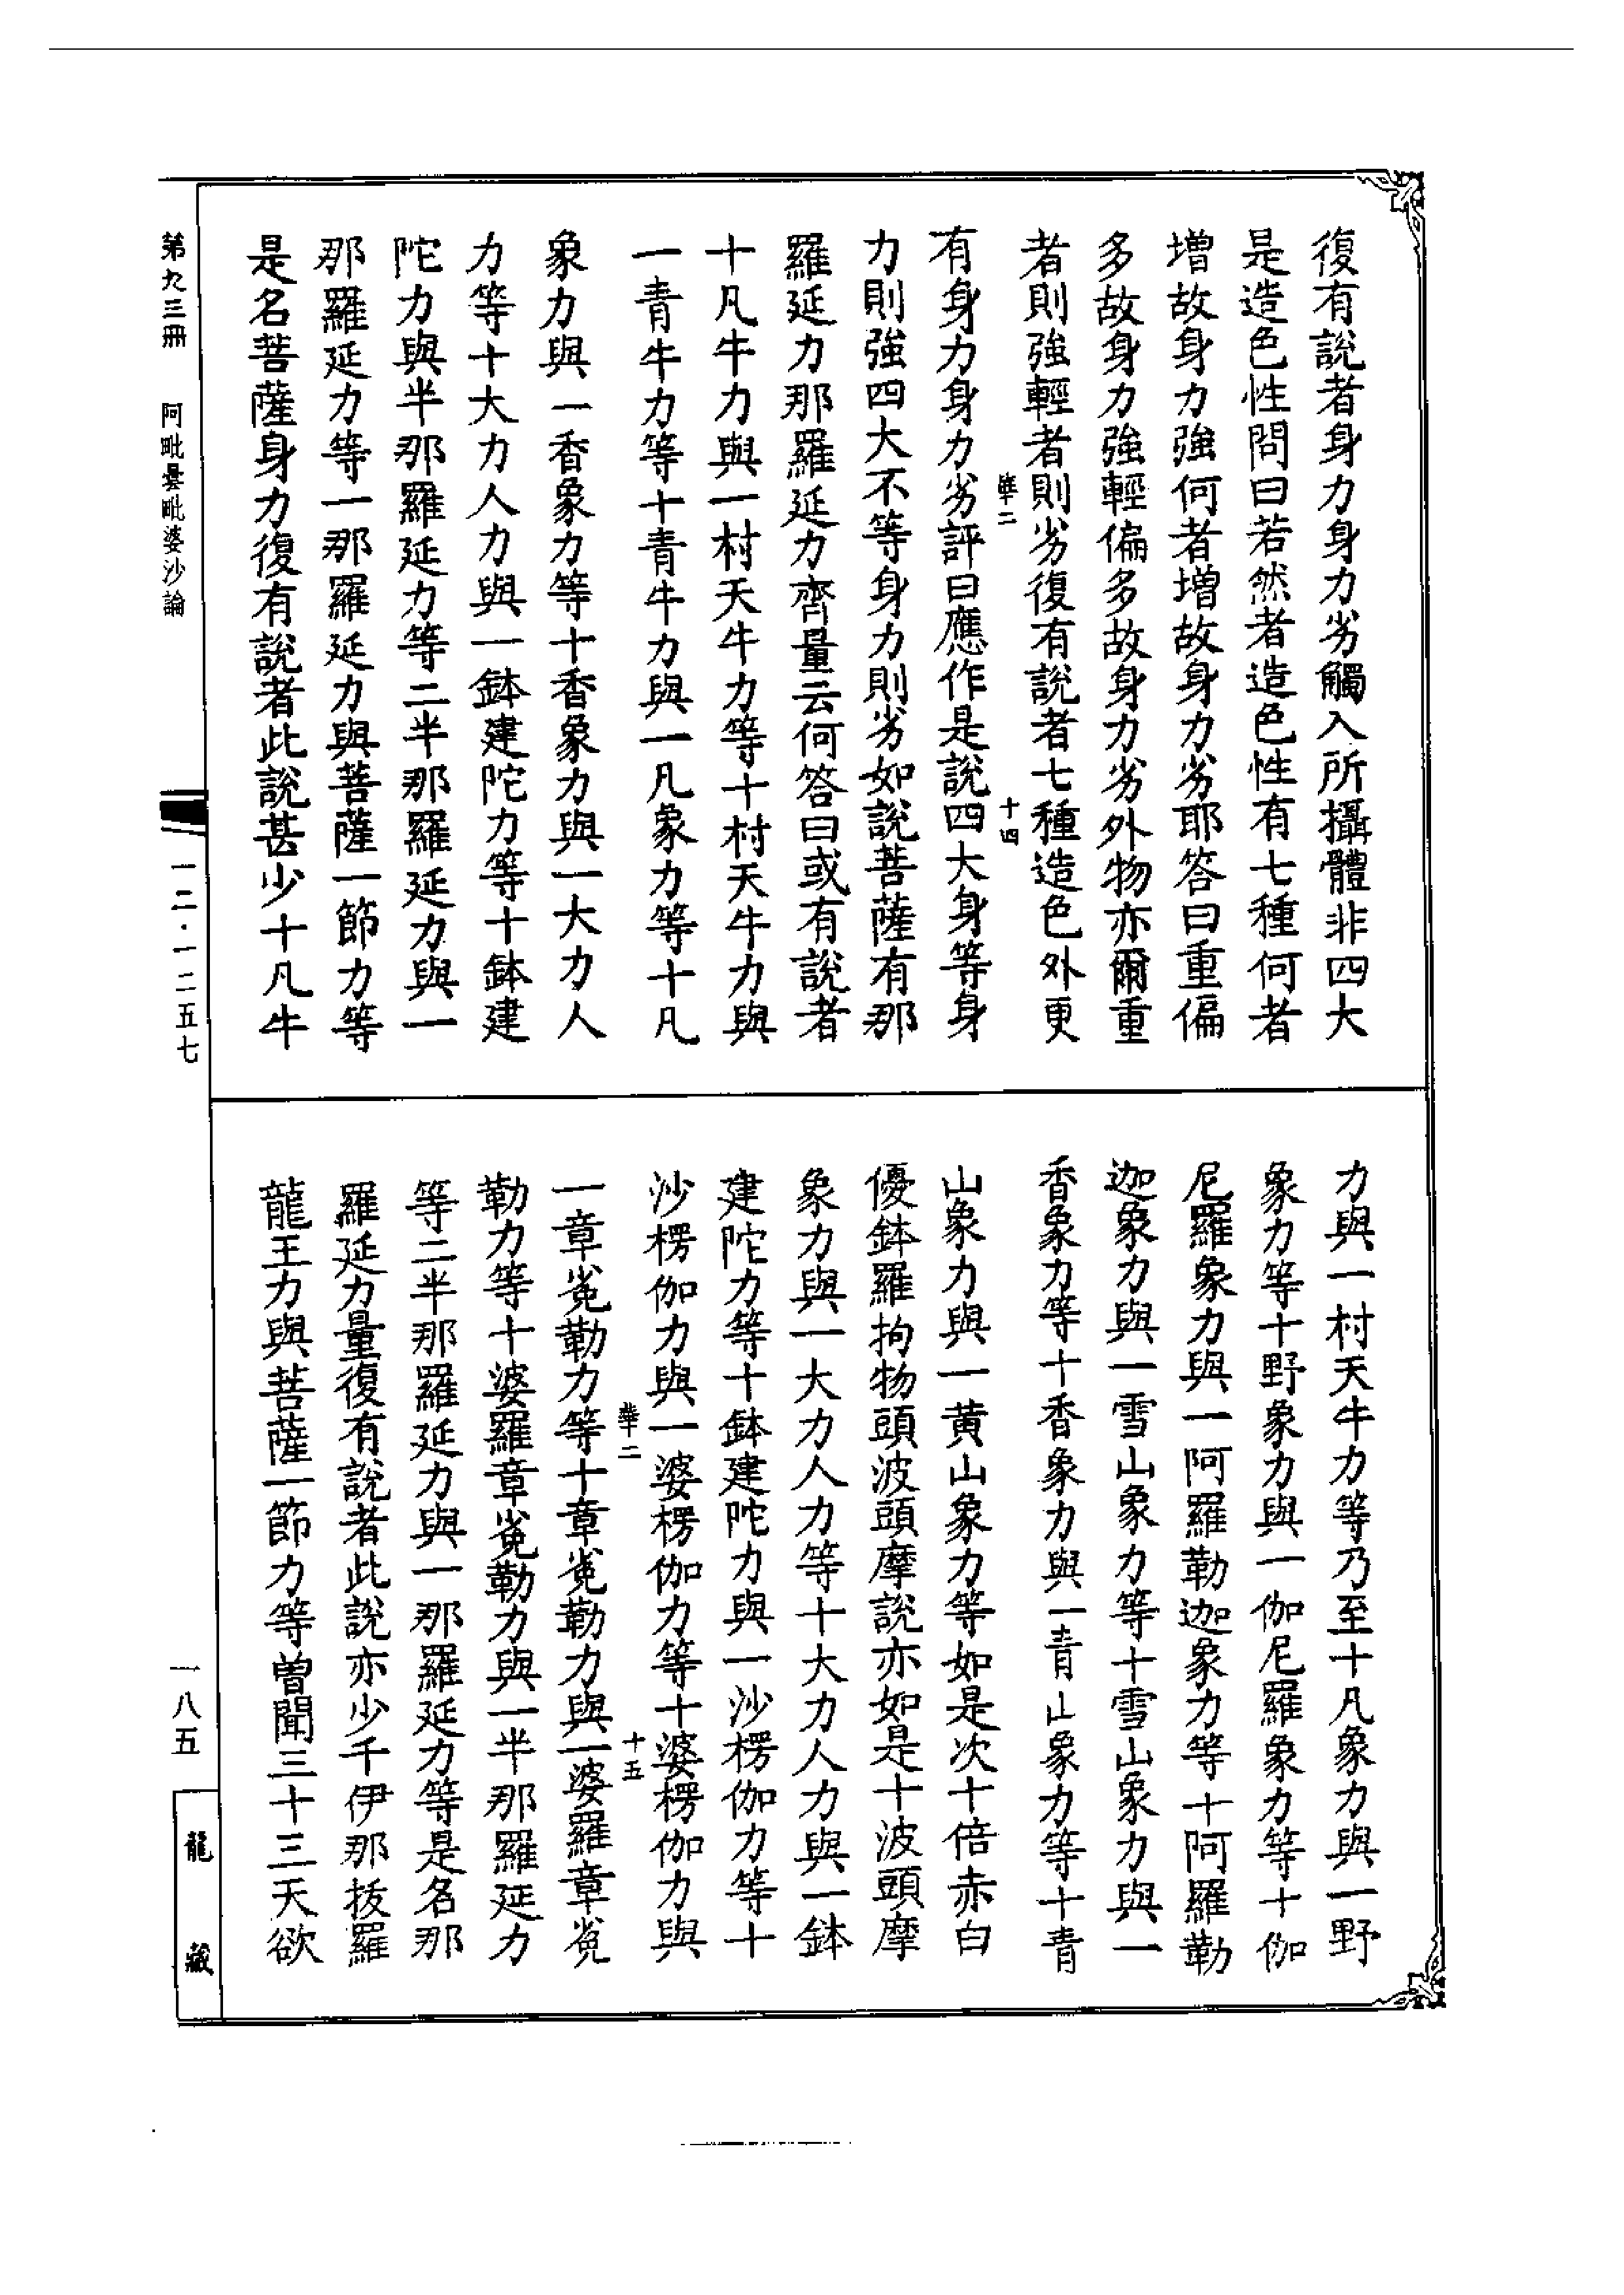 復有說者身力身力劣觸入所攝體非四大
是造色性問曰若然者造色性有七種何者
增故身力強何者增故身力劣耶答曰重偏
多故身力強輕偏多故身力劣外物亦爾重
者則強輕者則劣復有說者七種造色外更
華二
十四
有身力身力劣評曰應作是說四大身等身
力則強四大不等身力則劣如說菩薩有那
羅延力那羅延力齊量云何答曰或有說者
十凡牛力與一村天牛力等十村天牛力與
一青牛力等十青牛力與一凡象力等十凡
象力與一香象力等十香象力與一大力人
力等十大力人力與一鉢建陀力等十鉢建
陀力與半那羅延力等二半那羅延力與一
那羅延力等一那羅延力與菩薩一節力等
是名菩薩身力復有說者此說甚少十凡牛
力與一村天牛力等乃至十凡象力與一野
象力等十野象力與一伽尼羅象力等十伽
尼羅象力與一阿羅勒迦象力等十阿羅勒
迦象力與一雪山象力等十雪山象力與一
香象力等十香象力與一青山象力等十青
山象力與一黄山象力等如是次十倍赤白
優鉢羅拘物頭波頭摩說亦如是十波頭摩
象力與一大力人力等十大力人力與一鉢
建陀力等十鉢建陀力與一沙楞伽力等十
沙楞伽力與一婆楞伽力等十婆楞伽力與
華二
十五
一章㝹勒力等十章㝹勒力與一婆羅章㝹
勒力等十婆羅章㝹勒力與一半那羅延力
等二半那羅延力與一那羅延力等是名那
羅延力量復有說者此說亦少千伊那拔羅
龍王力與菩薩一節力等曾聞三十三天欲
第九三冊
阿毗曇毗婆沙論
一二·一二五七
一八五
龍藏